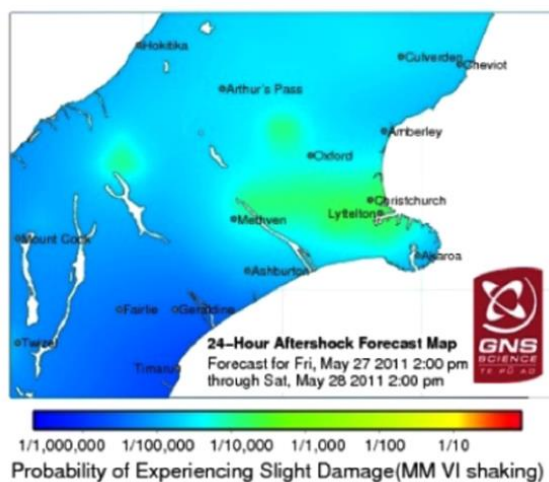 Hokitika
Culverden
Cheviot
Arthur's Pass
Amberley
Oxford
Christchurch
Lyttelton
Methven
Mount Cook
Akaroa
Ashburton
Fairlie
Geraldine
Twizel
Timaru
24-Hour Aftershock Forecast Map
Forecast for Fri, May 27 2011 2:00 pm
through Sat, May 28 2011 2:00 pm
GNS
SCIENCE
TE PŪ AO
1/1,000,000 1/100,000 1/10,000 1/1,000 1/100 1/10
Probability of Experiencing Slight Damage(MM VI shaking)